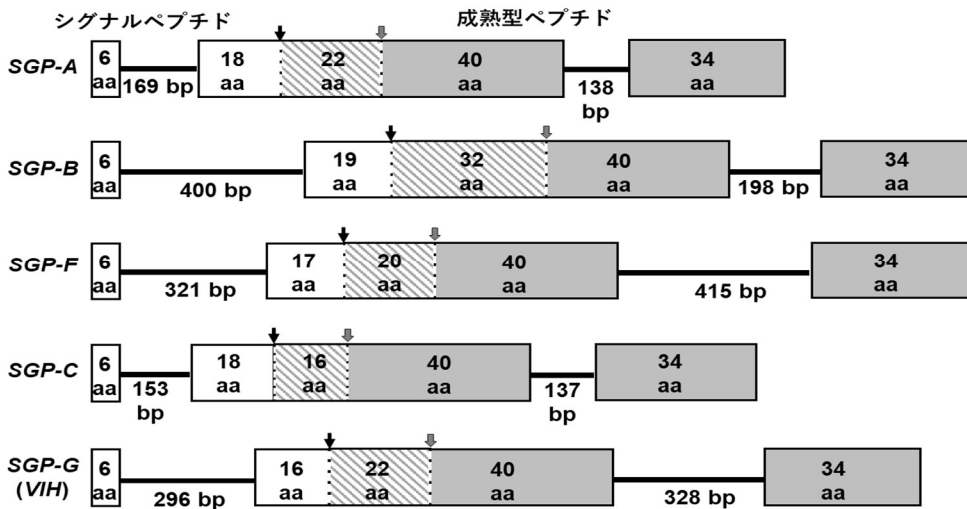 シグナルペプチド 成熟型ペプチド
SGP-A
6
aa
169 bp
18
aa
22
aa
40
aa
138
bp
34
aa
SGP-B
6
aa
400 bp
19
aa
32
aa
40
aa
198 bp
34
aa
SGP-F
6
aa
321 bp
17
aa
20
aa
40
aa
415 bp
34
aa
SGP-C
6
aa
153
bp
18
aa
16
aa
40
aa
137
bp
34
aa
SGP-G
(VIH)
6
aa
296 bp
16
aa
22
aa
40
aa
328 bp
34
aa